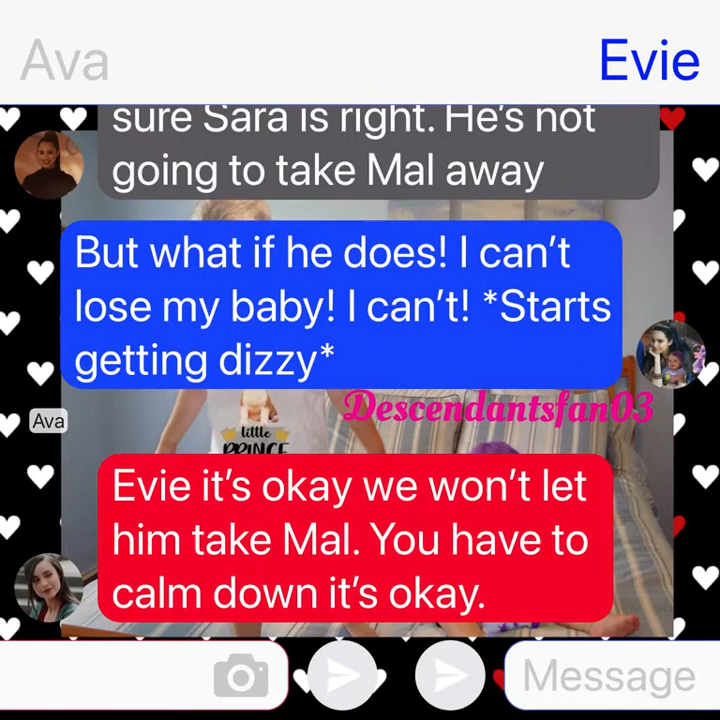 Ava
Evie
sure Sara is right. He's not
going to take Mal away
But what if he does! I can't
lose my baby! I can't! *Starts
getting dizzy*
Descendantsfan03
Ava
little
PRINCE
Evie it's okay we won't let
him take Mal. You have to
calm down it's okay.
Message